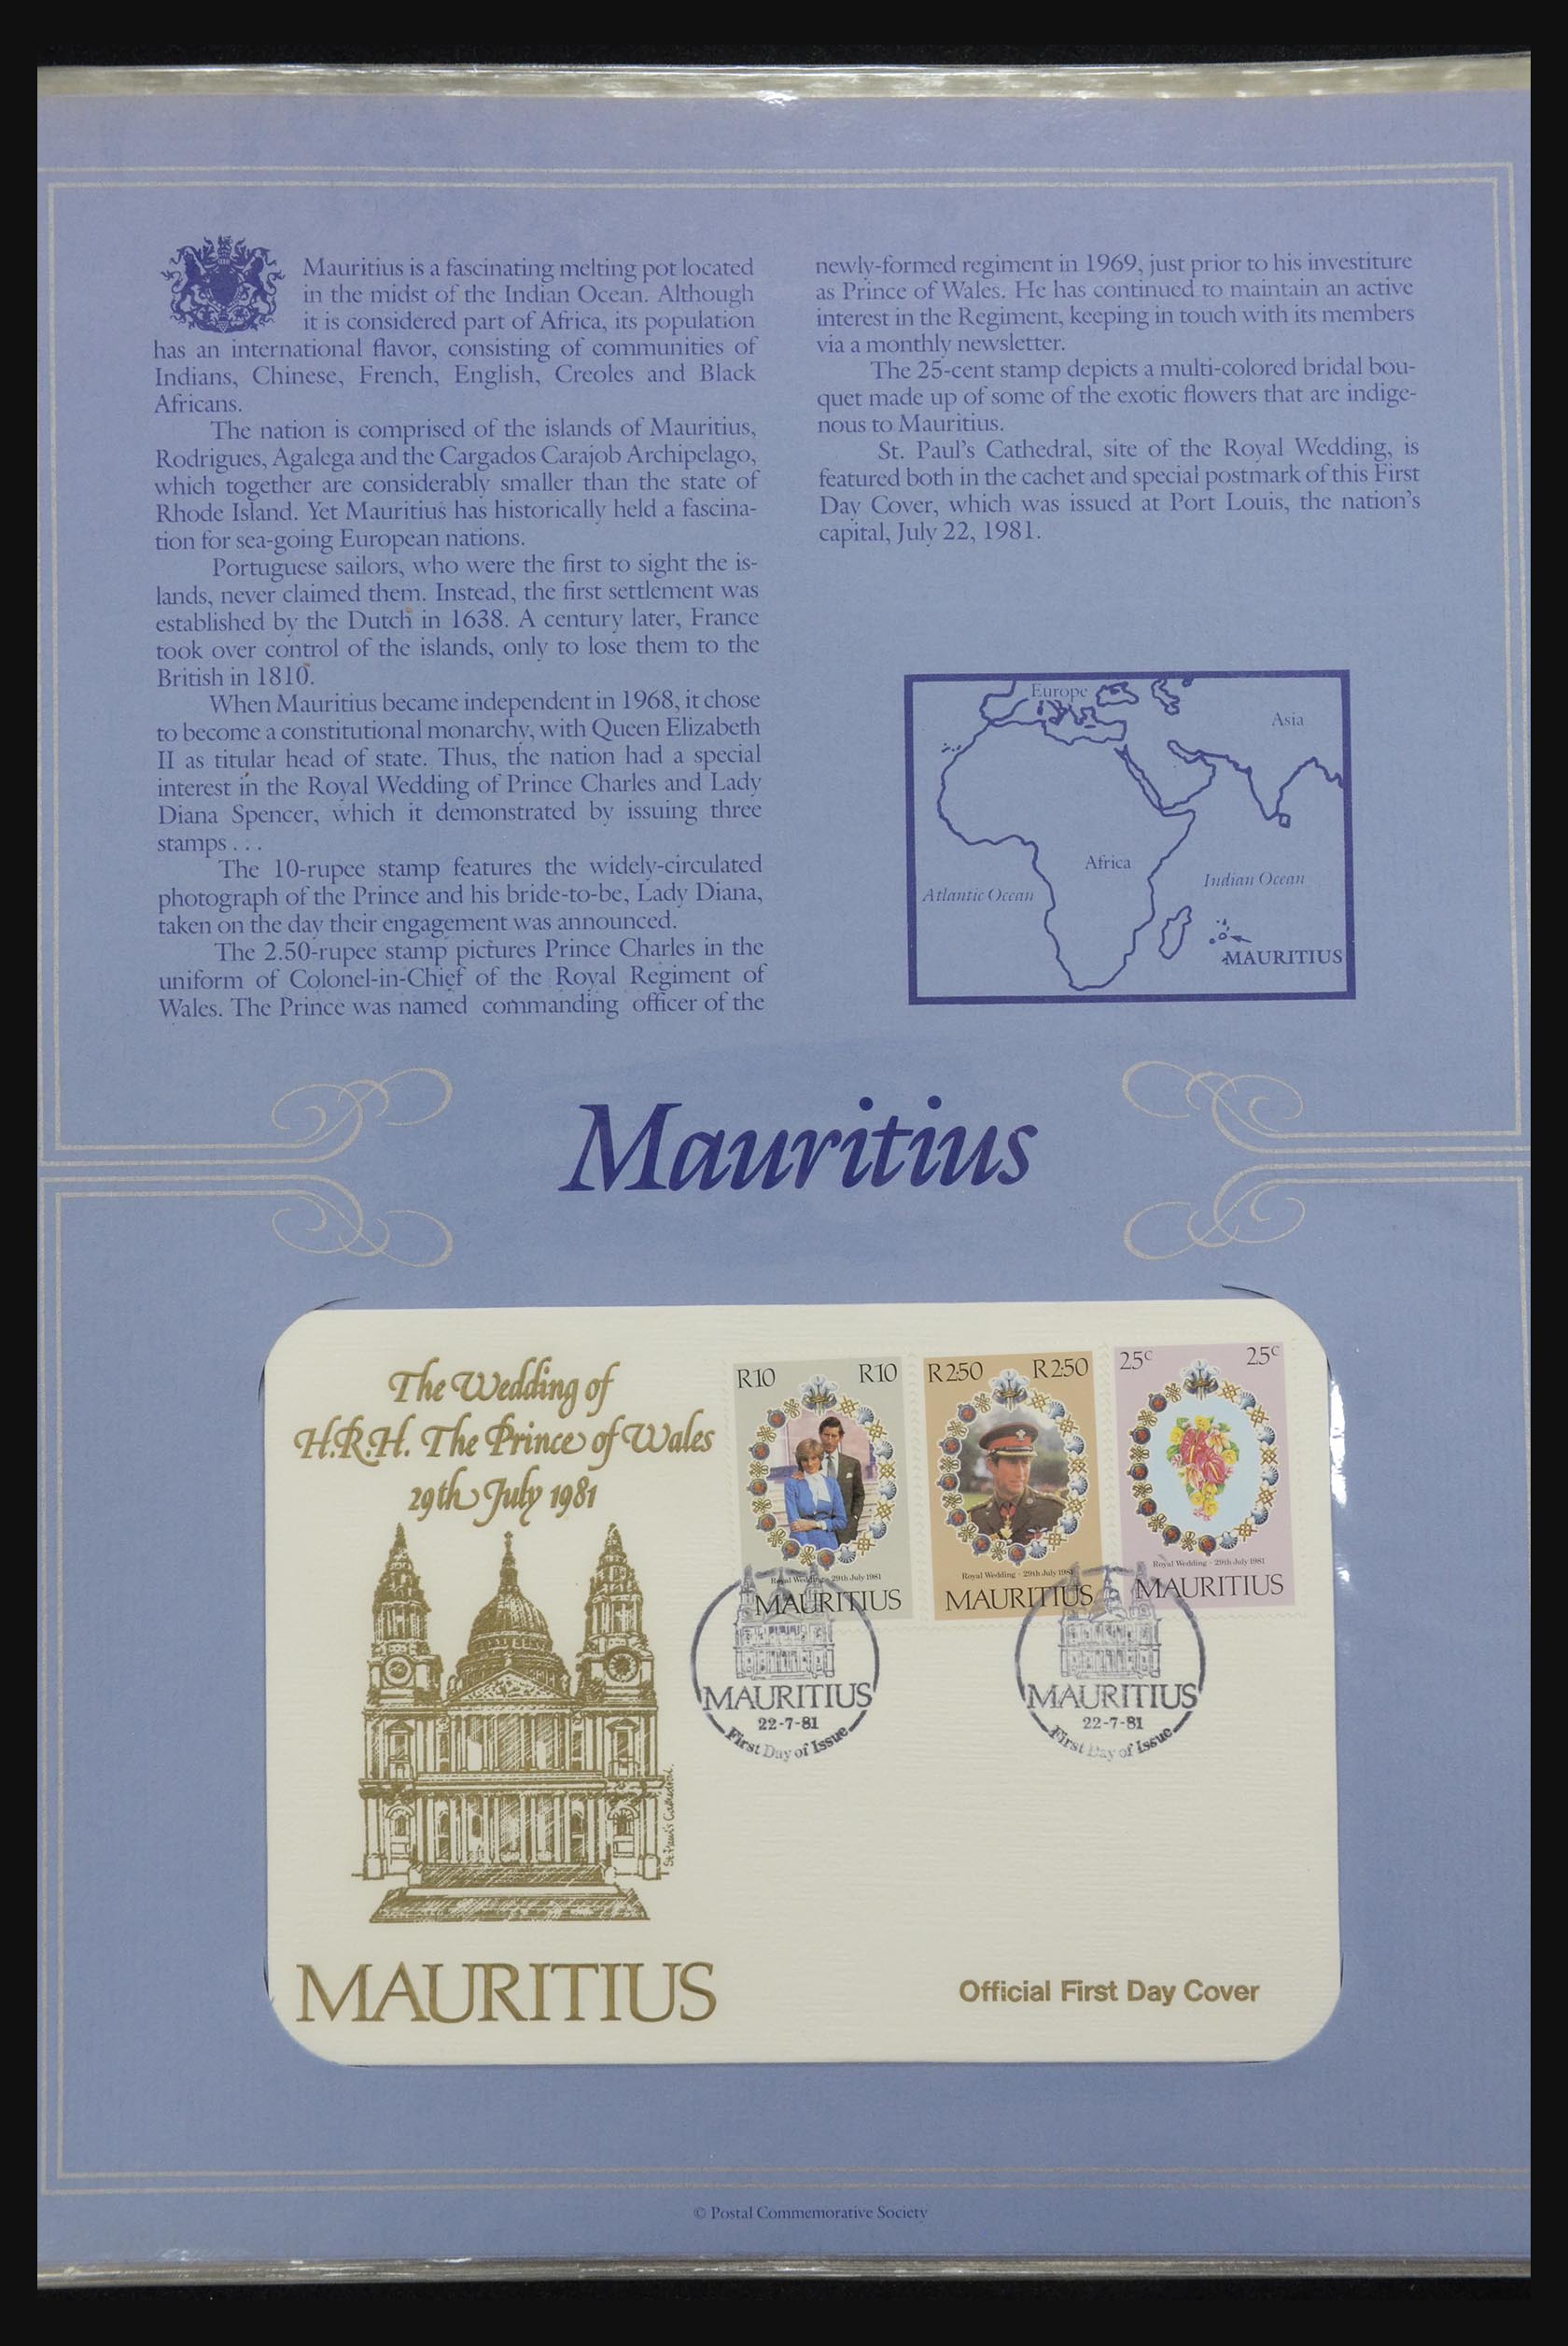 Mauritius is a fascinating melting pot located
in the midst of the Indian Ocean. Although
it is considered part of Africa, its population
has an international flavor, consisting of communities of
Indians, Chinese, French, English, Creoles and Black
Africans.
The nation is comprised of the islands of Mauritius,
Rodrigues, Agalega and the Cargados Carajob Archipelago,
which together are considerably smaller than the state of
Rhode Island. Yet Mauritius has historically held a fascina-
tion for sea-going European nations.
Portuguese sailors, who were the first to sight the is-
lands, never claimed them. Instead, the first settlement was
established by the Dutch in 1638. A century later, France
took over control of the islands, only to lose them to the
British in 1810.
When Mauritius became independent in 1968, it chose
to become a constitutional monarchy, with Queen Elizabeth
II as titular head of state. Thus, the nation had a special
interest in the Royal Wedding of Prince Charles and Lady
Diana Spencer, which it demonstrated by issuing three
stamps . . .
The 10-rupee stamp features the widely-circulated
photograph of the Prince and his bride-to-be, Lady Diana,
taken on the day their engagement was announced.
The 2.50-rupee stamp pictures Prince Charles in the
uniform of Colonel-in-Chief of the Royal Regiment of
Wales. The Prince was named commanding officer of the
newly-formed regiment in 1969, just prior to his investiture
as Prince of Wales. He has continued to maintain an active
interest in the Regiment, keeping in touch with its members
via a monthly newsletter.
The 25-cent stamp depicts a multi-colored bridal bou-
quet made up of some of the exotic flowers that are indige-
nous to Mauritius.
St. Paul's Cathedral, site of the Royal Wedding, is
featured both in the cachet and special postmark of this First
Day Cover, which was issued at Port Louis, the nation's
capital, July 22, 1981.
Europe
Asia
Africa
Atlantic Ocean
Indian Ocean
MAURITIUS
Mauritius
The Wedding of
H.R.H. The Prince of Wales
29th July 1981
St. Paul's Cathedral
MAURITIUS
R10 R10
Royal Wedding · 29th July 1981
MAURITIUS
R2·50 R2·50
Royal Wedding · 29th July 1981
MAURITIUS
25c 25c
Royal Wedding · 29th July 1981
MAURITIUS
MAURITIUS
22-7-81
First Day of Issue
MAURITIUS
22-7-81
First Day of Issue
Official First Day Cover
© Postal Commemorative Society